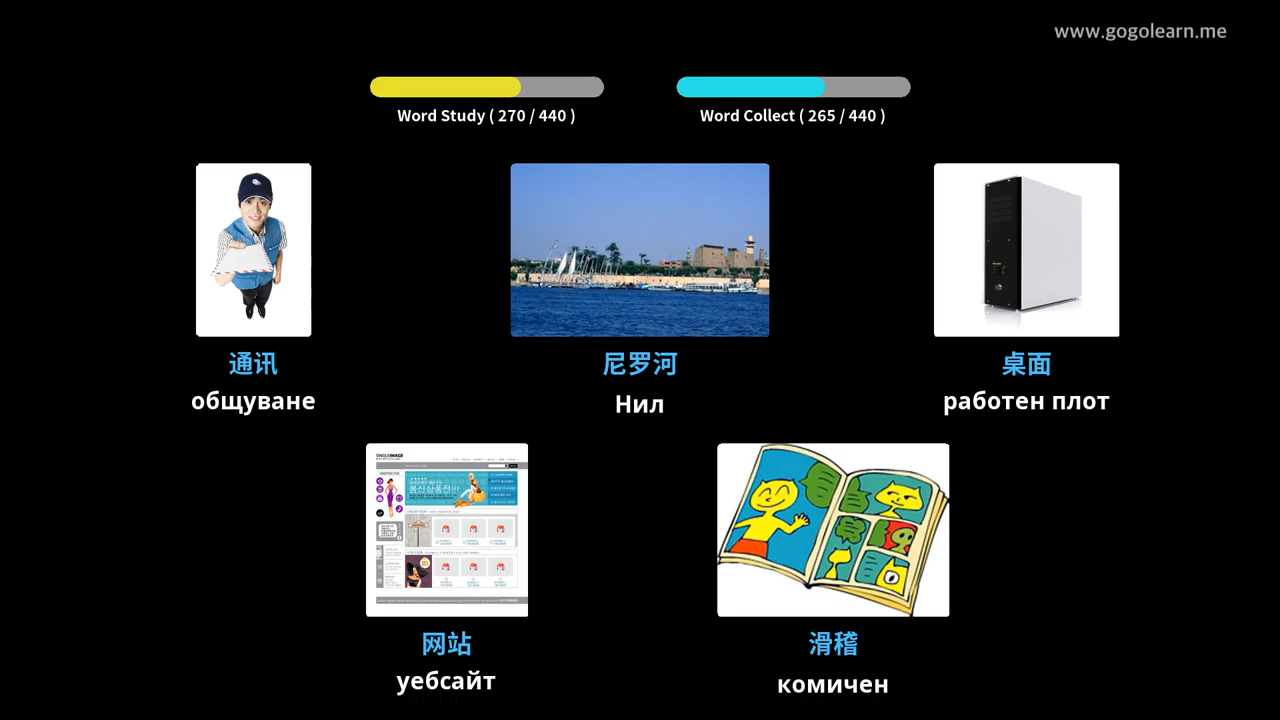 www.gogolearn.me
Word Study ( 270 / 440 )
Word Collect ( 265 / 440 )
通讯
общуване
尼罗河
Нил
桌面
работен плот
SINGLEIMAGE
网站
уебсайт
滑稽
комичен